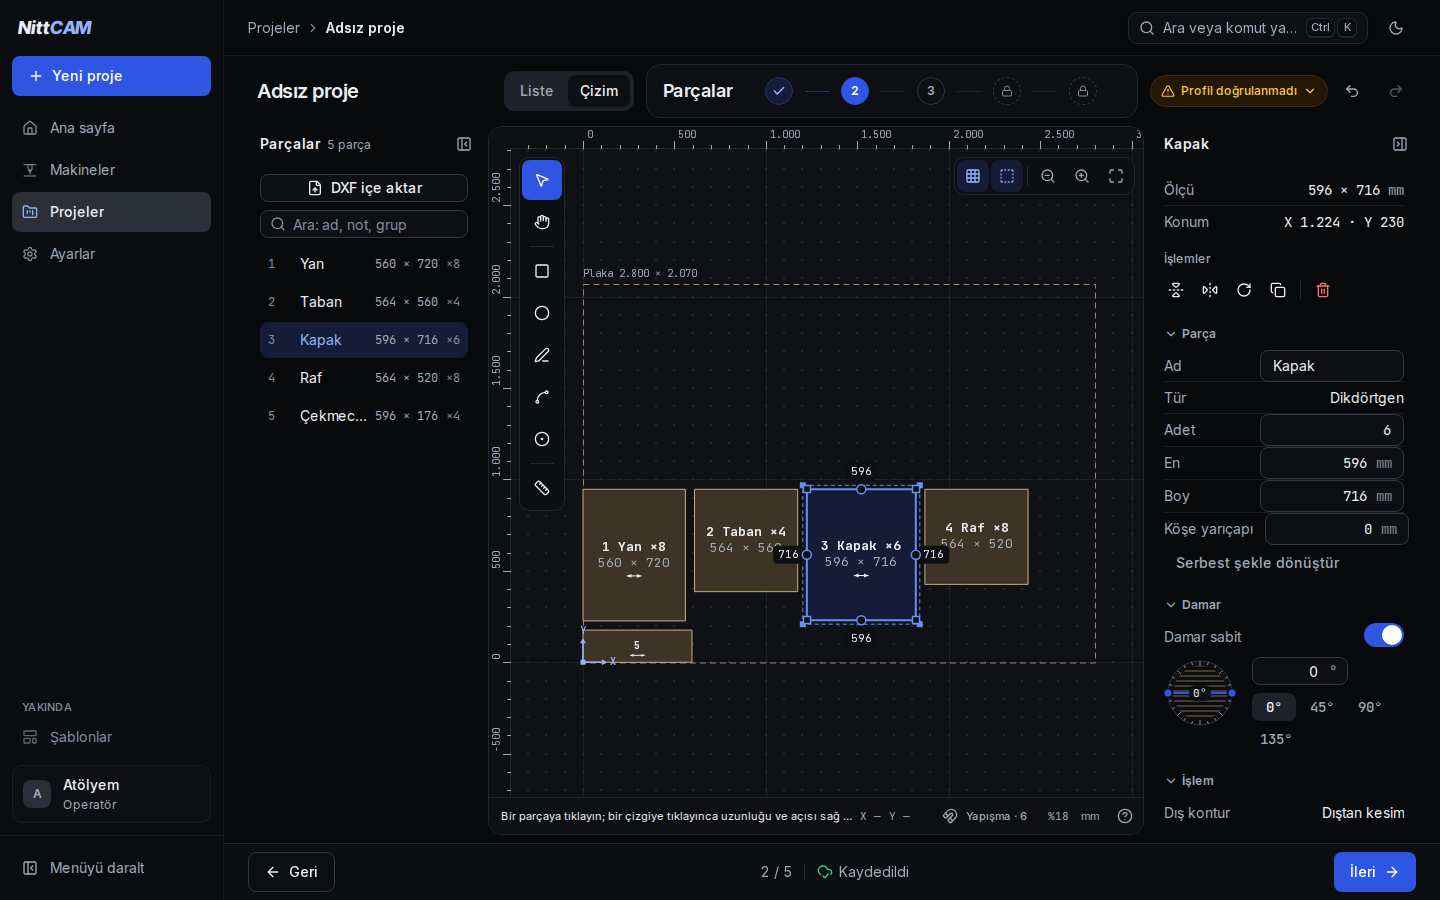 NittCAM
Yeni proje
Ana sayfa
Makineler
Projeler
Ayarlar
YAKINDA
Şablonlar
A
Atölyem
Operatör
Menüyü daralt
Projeler > Adsız proje
Ara veya komut ya... Ctrl K
Adsız proje
Liste Çizim
Parçalar 2 3
Profil doğrulanmadı
Parçalar 5 parça
DXF içe aktar
Ara: ad, not, grup
1 Yan 560 × 720 ×8
2 Taban 564 × 560 ×4
3 Kapak 596 × 716 ×6
4 Raf 564 × 520 ×8
5 Çekmec... 596 × 176 ×4
0 500 1.000 1.500 2.000 2.500
2.500
2.000
1.500
1.000
500
0
-500
Plaka 2.800 × 2.070
596
1 Yan ×8
560 × 720
2 Taban ×4
564 × 560
716
3 Kapak ×6
596 × 716
716
4 Raf ×8
564 × 520
596
5
Y
X
Bir parçaya tıklayın; bir çizgiye tıklayınca uzunluğu ve açısı sağ ... X — Y — Yapışma · 6 %18 mm
Kapak
Ölçü 596 × 716 mm
Konum X 1.224 · Y 230
İşlemler
Parça
Ad Kapak
Tür Dikdörtgen
Adet 6
En 596 mm
Boy 716 mm
Köşe yarıçapı 0 mm
Serbest şekle dönüştür
Damar
Damar sabit
0°
0 °
0° 45° 90°
135°
İşlem
Dış kontur Dıştan kesim
Geri
2 / 5 Kaydedildi
İleri